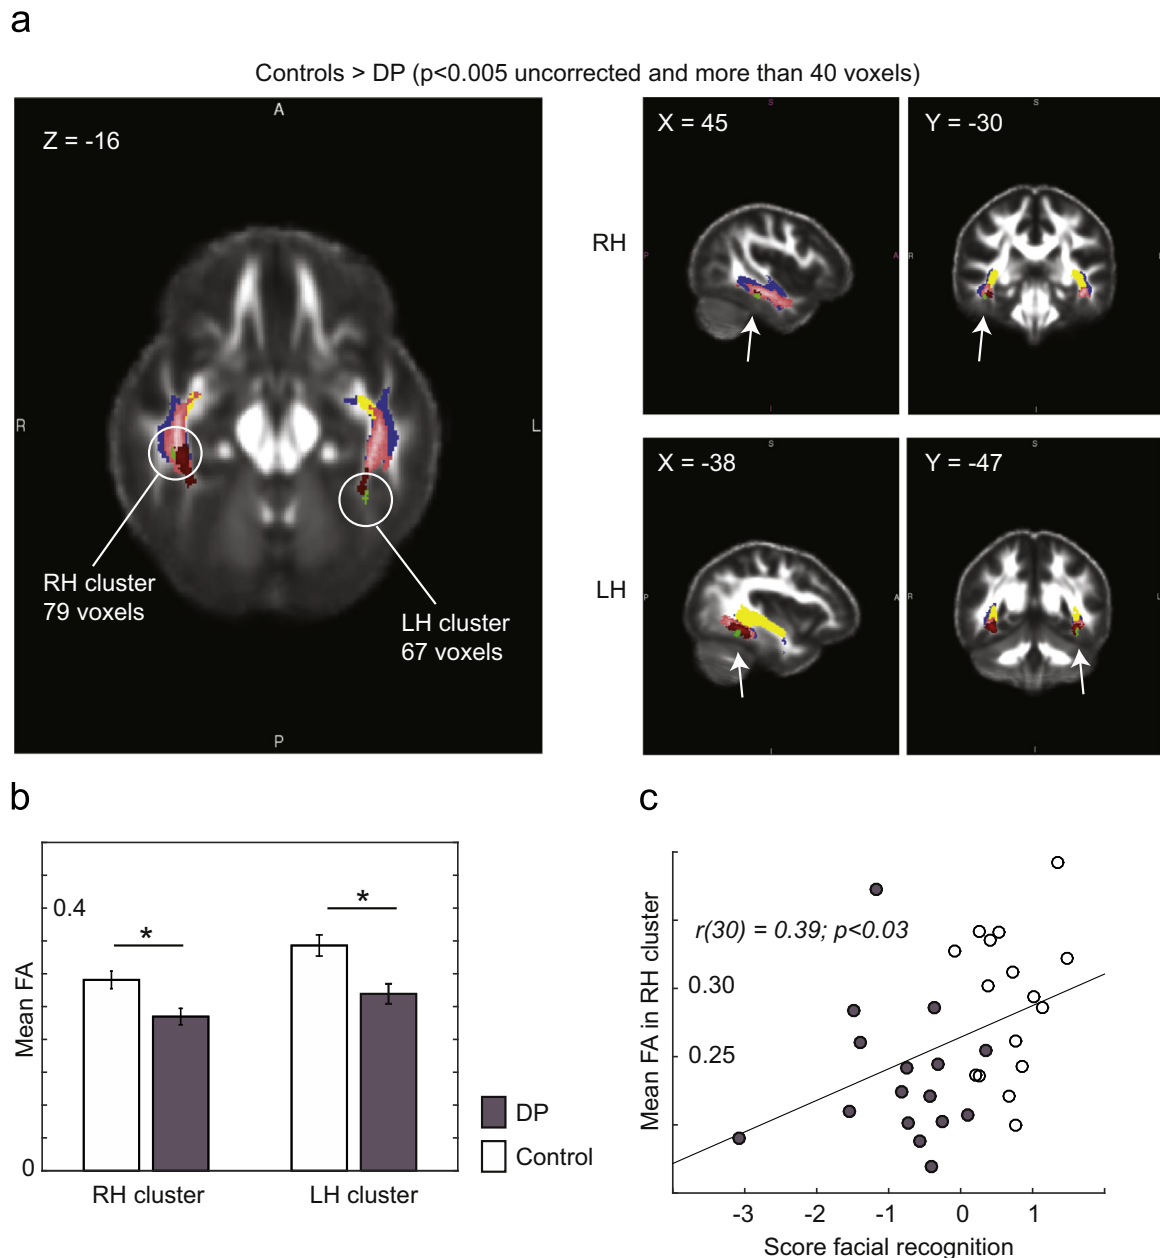 a
Controls > DP (p<0.005 uncorrected and more than 40 voxels)
A
Z = -16
R
L
RH cluster
79 voxels
LH cluster
67 voxels
P
RH
S
X = 45
P
A
I
S
Y = -30
R
I
LH
S
X = -38
P
A
I
S
Y = -47
R
I
b
Mean FA
0.4
0
*
*
RH cluster
LH cluster
DP
Control
c
Mean FA in RH cluster
r(30) = 0.39; p<0.03
0.30
0.25
-3 -2 -1 0 1
Score facial recognition